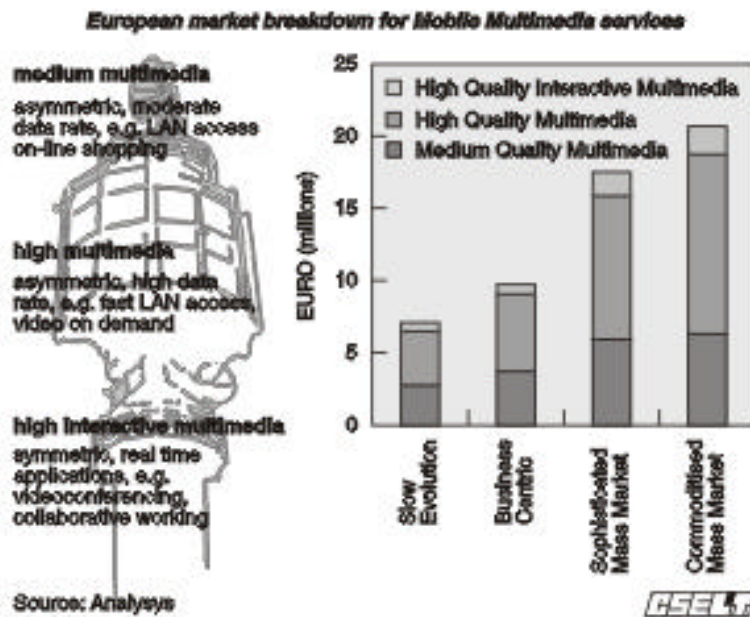 European market breakdown for Mobile Multimedia services
medium multimedia
asymmetric, moderate
data rate, e.g. LAN access
on-line shopping
high multimedia
asymmetric, high data
rate, e.g. fast LAN access,
video on demand
high interactive multimedia
symmetric, real time
applications, e.g.
videoconferencing,
collaborative working
Source: Analysys
EURO (millions)
25
20
15
10
5
0
High Quality Interactive Multimedia
High Quality Multimedia
Medium Quality Multimedia
Slow
Evolution
Business
Centric
Sophisticated
Mass Market
Commoditised
Mass Market
CSELT